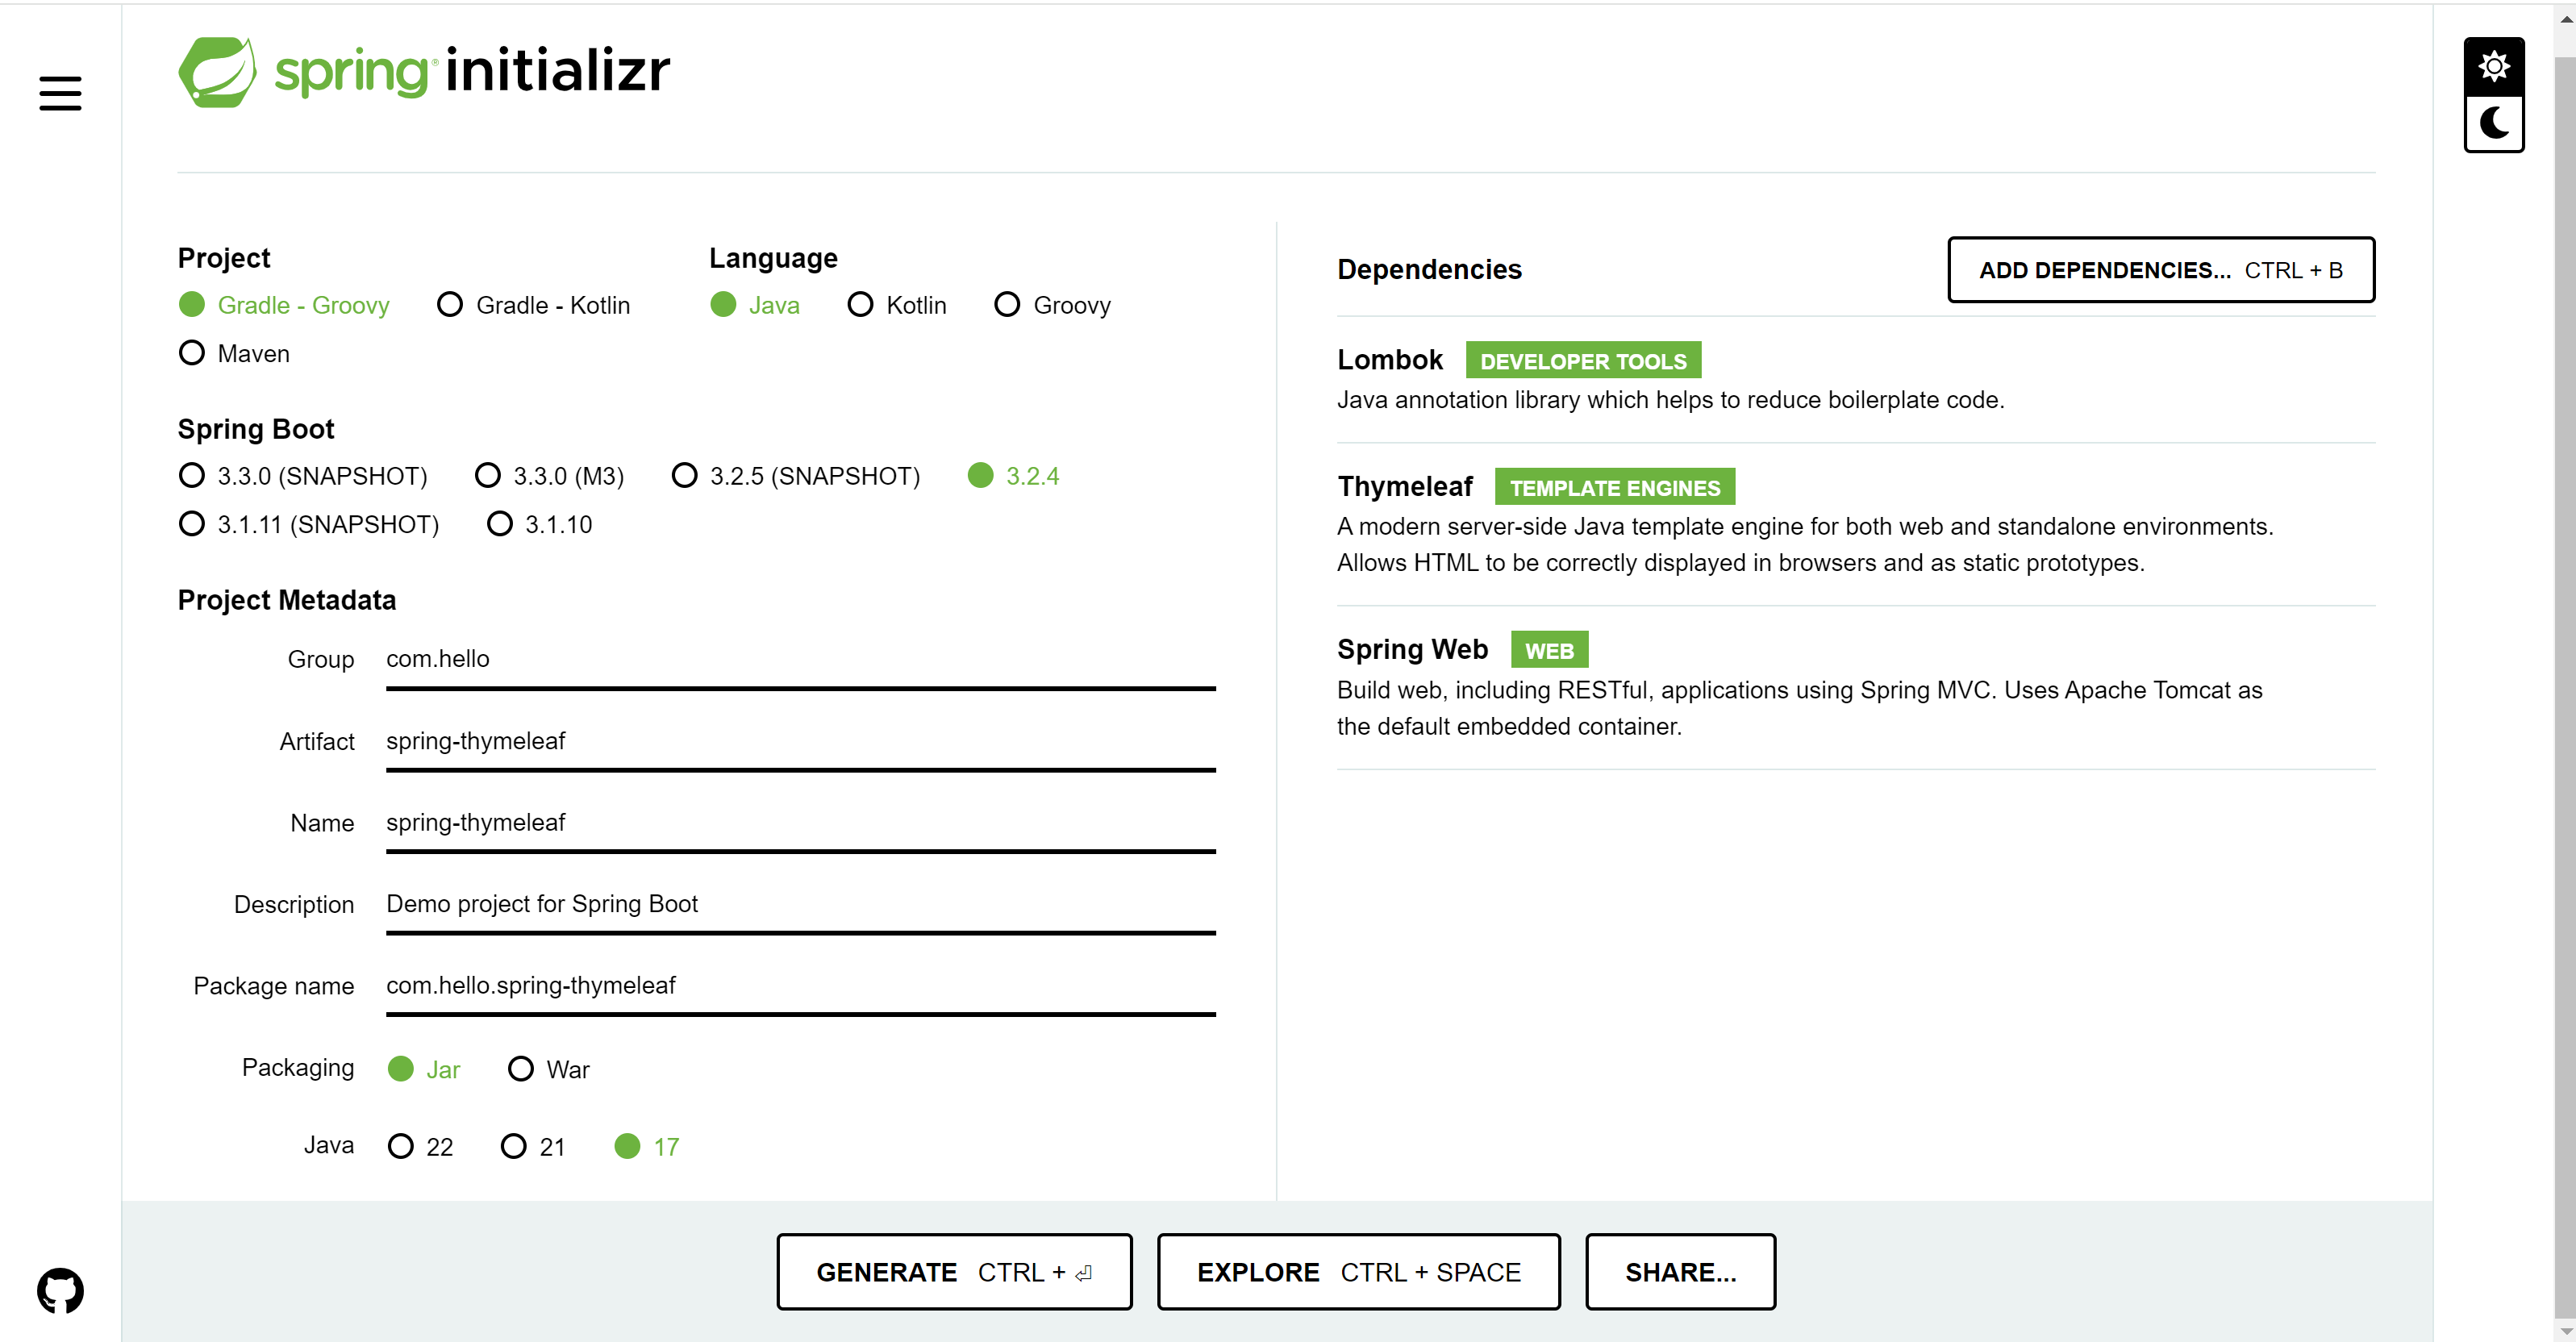 spring initializr
Project
Gradle - Groovy
Gradle - Kotlin
Maven
Language
Java
Kotlin
Groovy
Spring Boot
3.3.0 (SNAPSHOT)
3.3.0 (M3)
3.2.5 (SNAPSHOT)
3.2.4
3.1.11 (SNAPSHOT)
3.1.10
Project Metadata
Group com.hello
Artifact spring-thymeleaf
Name spring-thymeleaf
Description Demo project for Spring Boot
Package name com.hello.spring-thymeleaf
Packaging Jar War
Java 22 21 17
Dependencies
ADD DEPENDENCIES... CTRL + B
Lombok DEVELOPER TOOLS
Java annotation library which helps to reduce boilerplate code.
Thymeleaf TEMPLATE ENGINES
A modern server-side Java template engine for both web and standalone environments.
Allows HTML to be correctly displayed in browsers and as static prototypes.
Spring Web WEB
Build web, including RESTful, applications using Spring MVC. Uses Apache Tomcat as
the default embedded container.
GENERATE CTRL + ⏎
EXPLORE CTRL + SPACE
SHARE...